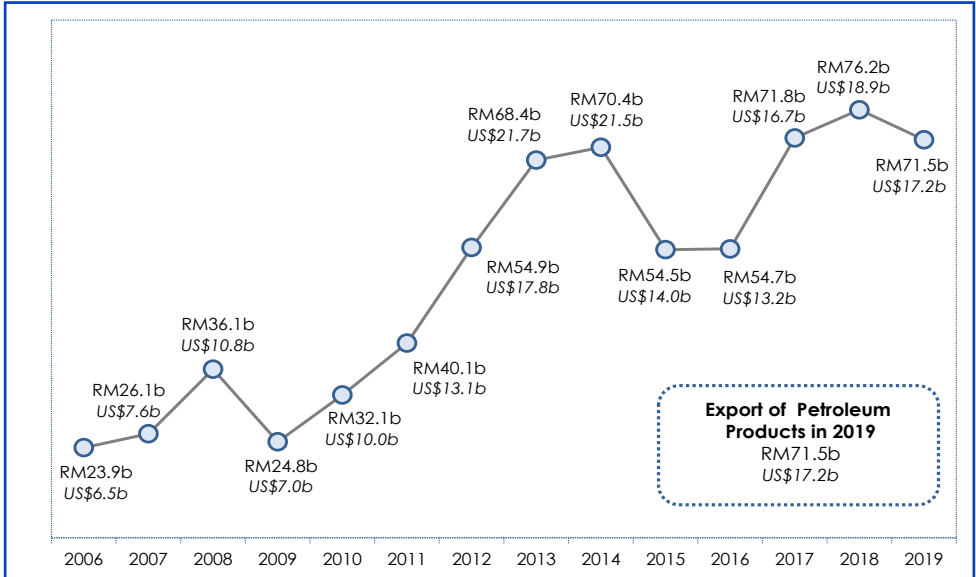 RM76.2b
US$18.9b
RM71.8b
US$16.7b
RM70.4b
US$21.5b
RM68.4b
US$21.7b
RM71.5b
US$17.2b
RM54.9b
US$17.8b
RM54.5b
US$14.0b
RM54.7b
US$13.2b
RM36.1b
US$10.8b
RM40.1b
US$13.1b
RM26.1b
US$7.6b
RM32.1b
US$10.0b
RM23.9b
US$6.5b
RM24.8b
US$7.0b
Export of Petroleum
Products in 2019
RM71.5b
US$17.2b
2006 2007 2008 2009 2010 2011 2012 2013 2014 2015 2016 2017 2018 2019